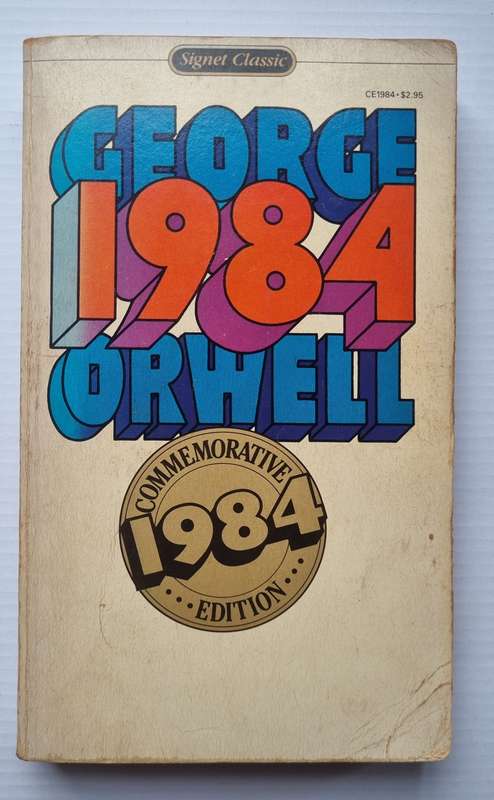 Signet Classic
CE1984 • $2.95
GEORGE
1984
ORWELL
COMMEMORATIVE
1984
...EDITION...